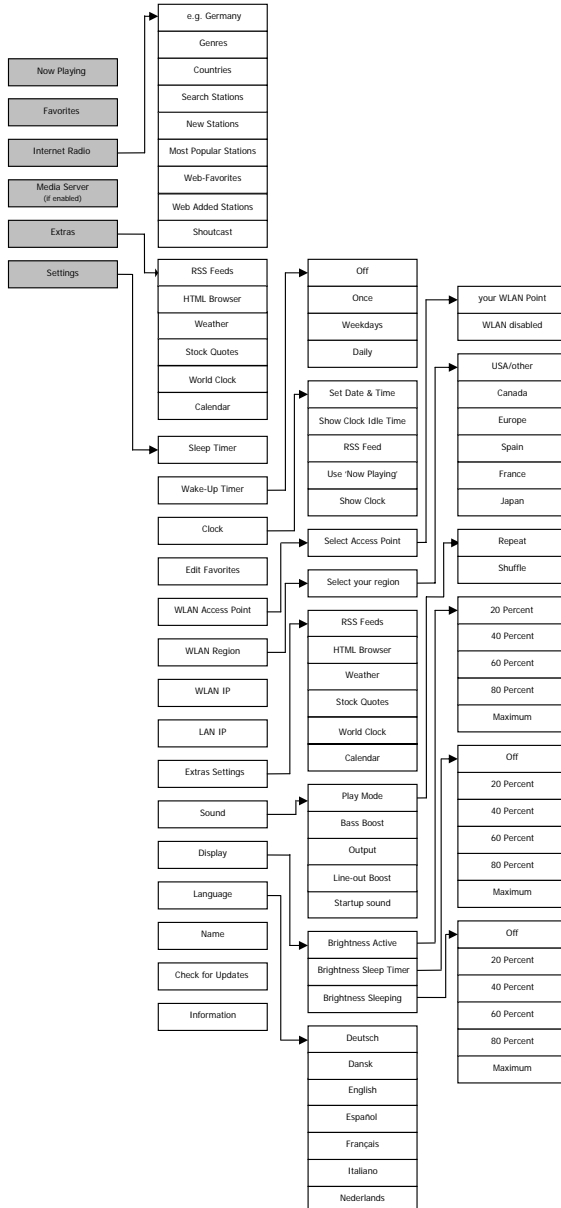 Now Playing
Favorites
Internet Radio
Media Server
(if enabled)
Extras
Settings
e.g. Germany
Genres
Countries
Search Stations
New Stations
Most Popular Stations
Web-Favorites
Web Added Stations
Shoutcast
RSS Feeds
HTML Browser
Weather
Stock Quotes
World Clock
Calendar
Sleep Timer
Wake-Up Timer
Clock
Edit Favorites
WLAN Access Point
WLAN Region
WLAN IP
LAN IP
Extras Settings
Sound
Display
Language
Name
Check for Updates
Information
Off
Once
Weekdays
Daily
Set Date & Time
Show Clock Idle Time
RSS Feed
Use 'Now Playing'
Show Clock
Select Access Point
Select your region
RSS Feeds
HTML Browser
Weather
Stock Quotes
World Clock
Calendar
Play Mode
Bass Boost
Output
Line-out Boost
Startup sound
Brightness Active
Brightness Sleep Timer
Brightness Sleeping
Deutsch
Dansk
English
Español
Français
Italiano
Nederlands
your WLAN Point
WLAN disabled
USA/other
Canada
Europe
Spain
France
Japan
Repeat
Shuffle
20 Percent
40 Percent
60 Percent
80 Percent
Maximum
Off
20 Percent
40 Percent
60 Percent
80 Percent
Maximum
Off
20 Percent
40 Percent
60 Percent
80 Percent
Maximum